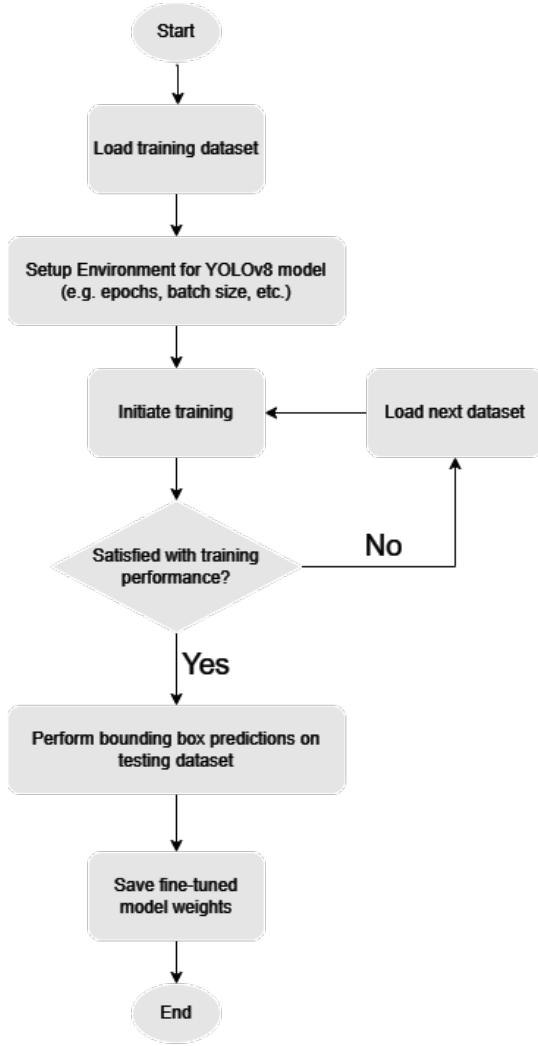 Start
Load training dataset
Setup Environment for YOLOv8 model
(e.g. epochs, batch size, etc.)
Initiate training
Load next dataset
Satisfied with training
performance?
No
Yes
Perform bounding box predictions on
testing dataset
Save fine-tuned
model weights
End